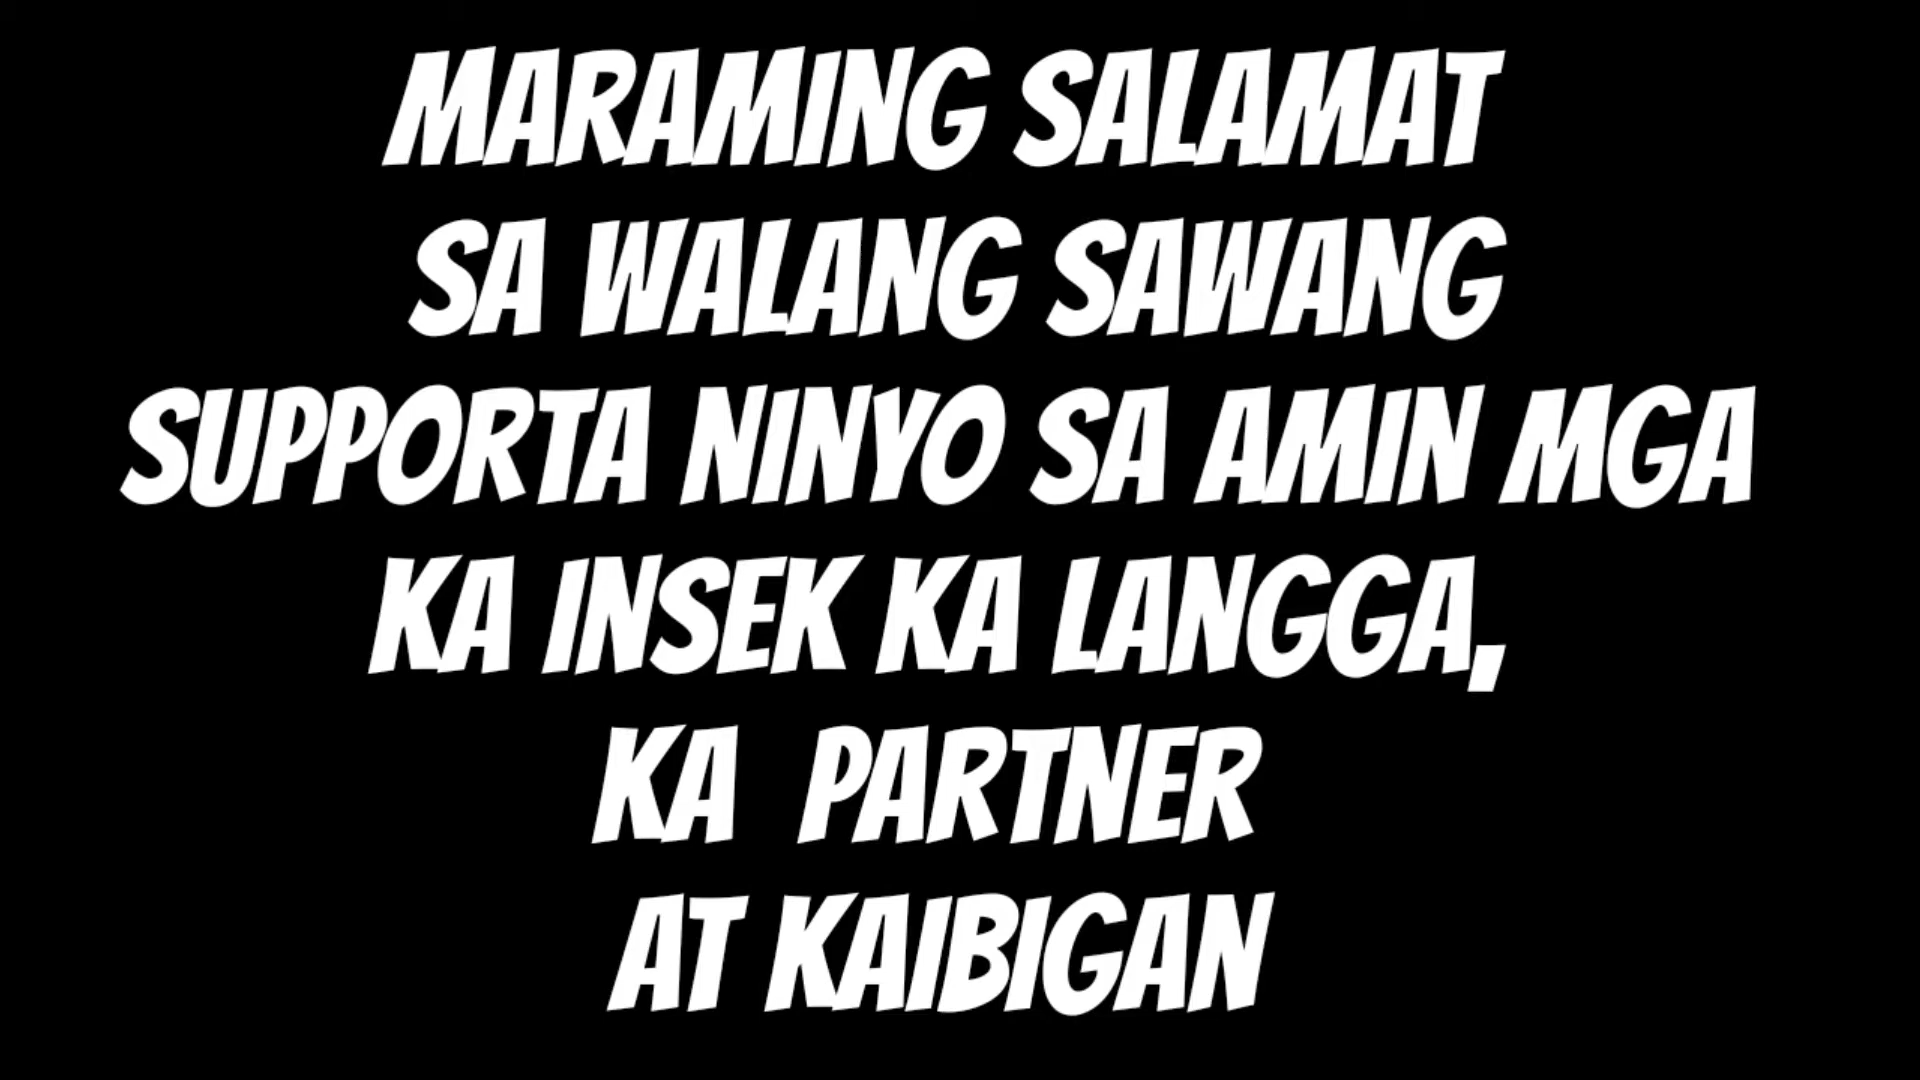 MARAMING SALAMAT
SA WALANG SAWANG
SUPPORTA NINYO SA AMIN MGA
KA INSEK KA LANGGA,
KA PARTNER
AT KAIBIGAN